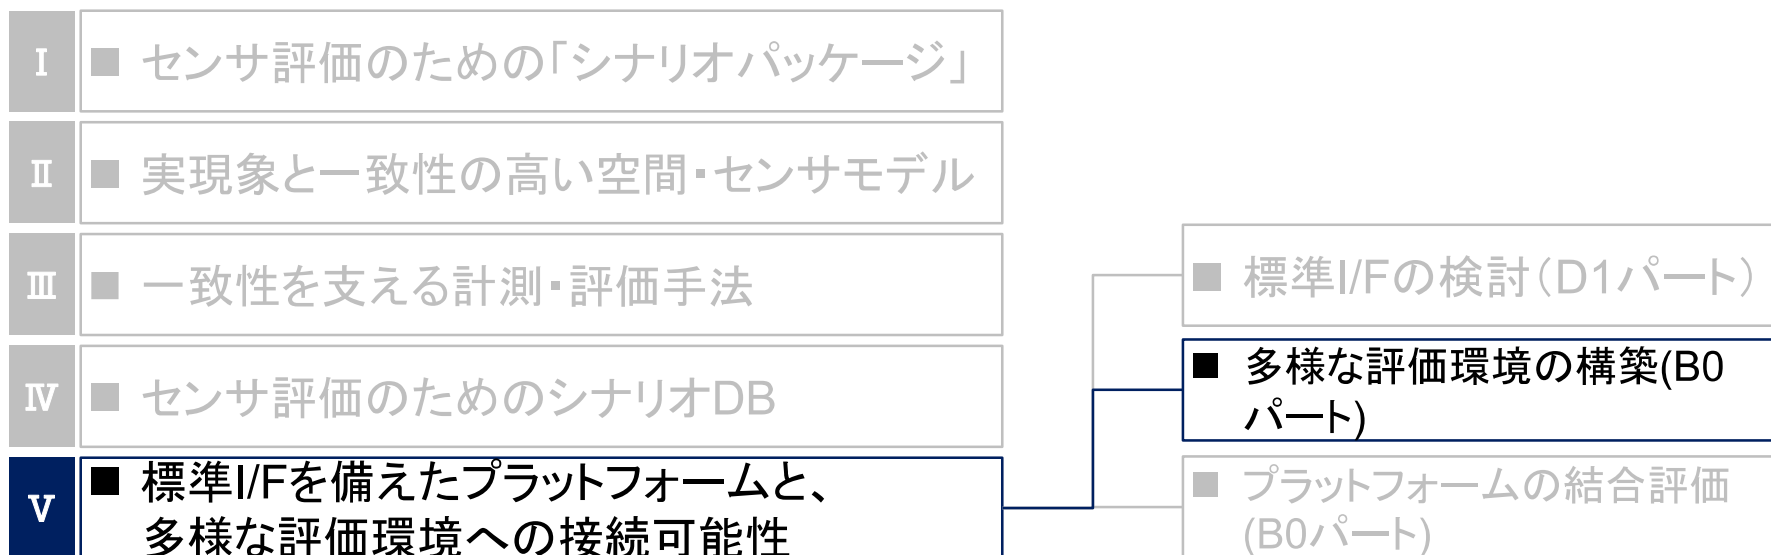 Ⅰ
■ センサ評価のための「シナリオパッケージ」
Ⅱ
■ 実現象と一致性の高い空間・センサモデル
Ⅲ
■ 一致性を支える計測・評価手法
Ⅳ
■ センサ評価のためのシナリオDB
Ⅴ
■ 標準I/Fを備えたプラットフォームと、
多様な評価環境への接続可能性
■ 標準I/Fの検討（D1パート）
■ 多様な評価環境の構築(B0
パート)
■ プラットフォームの結合評価
(B0パート)